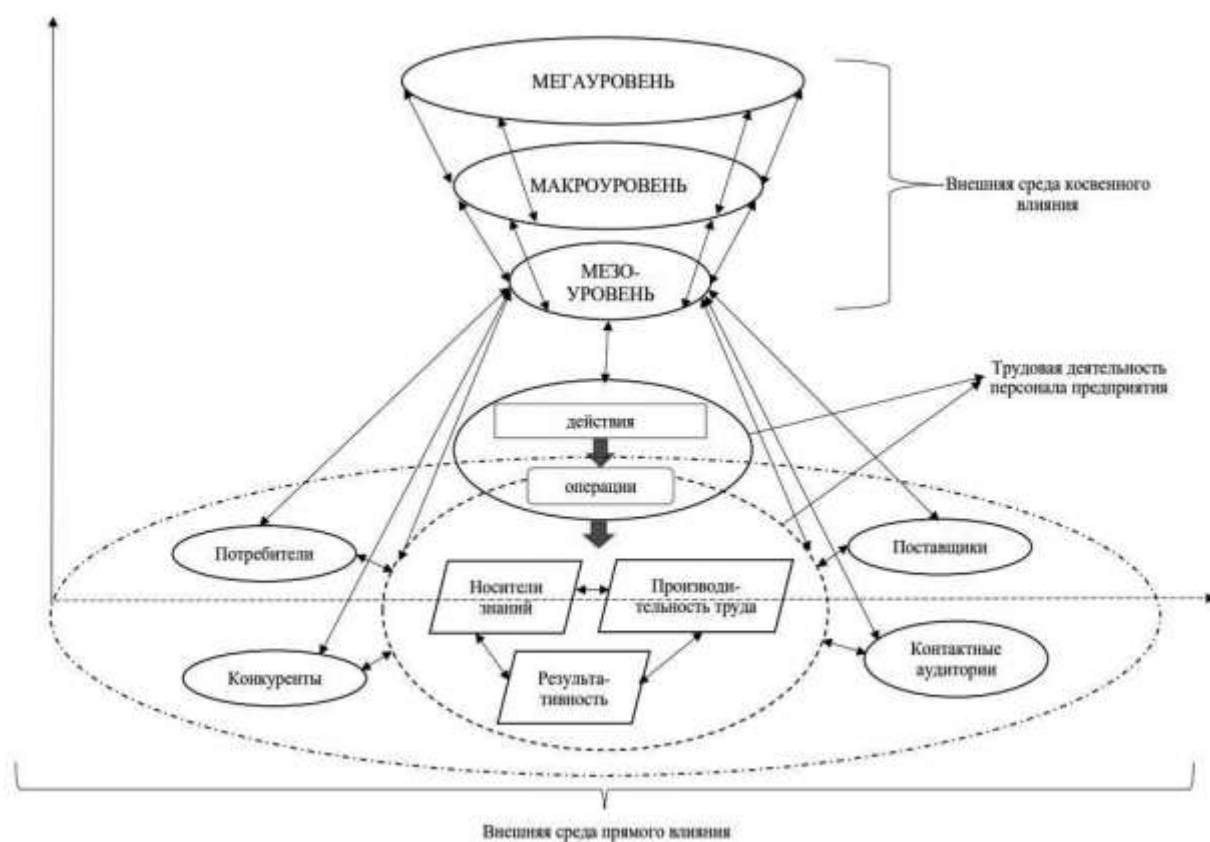 МЕГАУРОВЕНЬ
МАКРОУРОВЕНЬ
Внешняя среда косвенного
влияния
МЕЗО-
УРОВЕНЬ
Трудовая деятельность
персонала предприятия
действия
операции
Потребители
Поставщики
Носители
знаний
Производи-
тельность труда
Конкуренты
Результа-
тивность
Контактные
аудитории
Внешняя среда прямого влияния